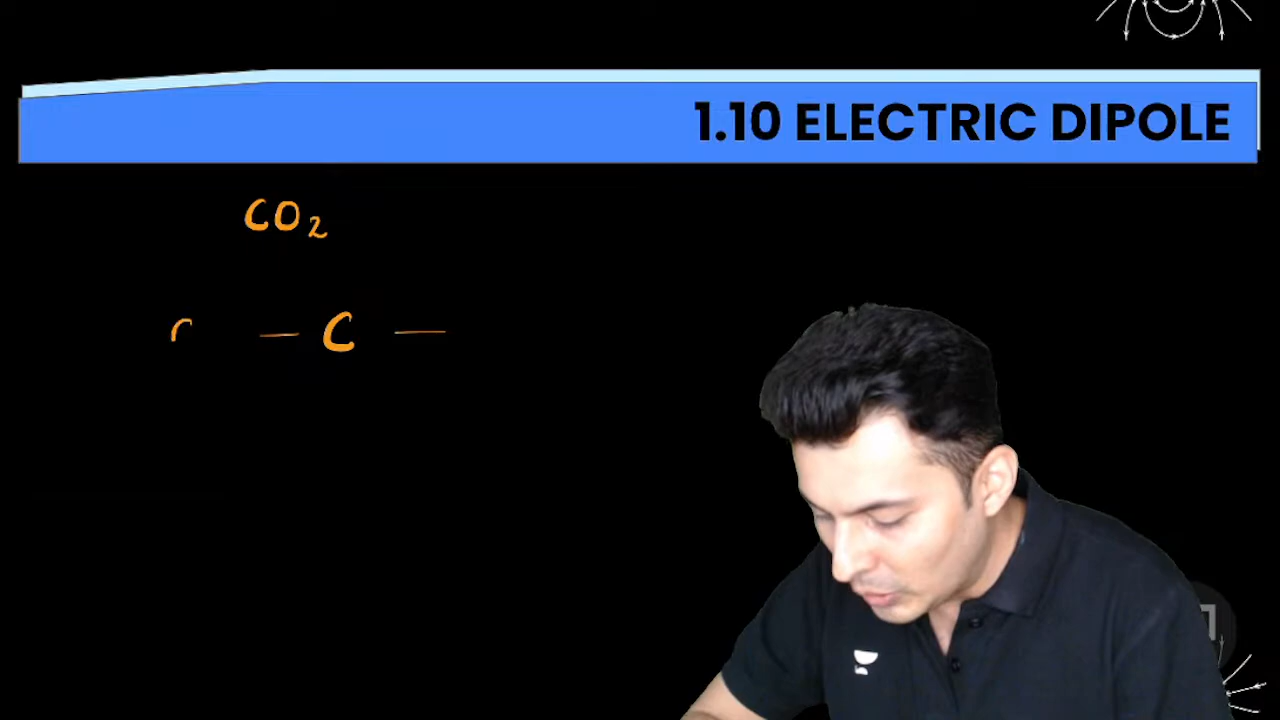 1.10 ELECTRIC DIPOLE
CO₂
— C —